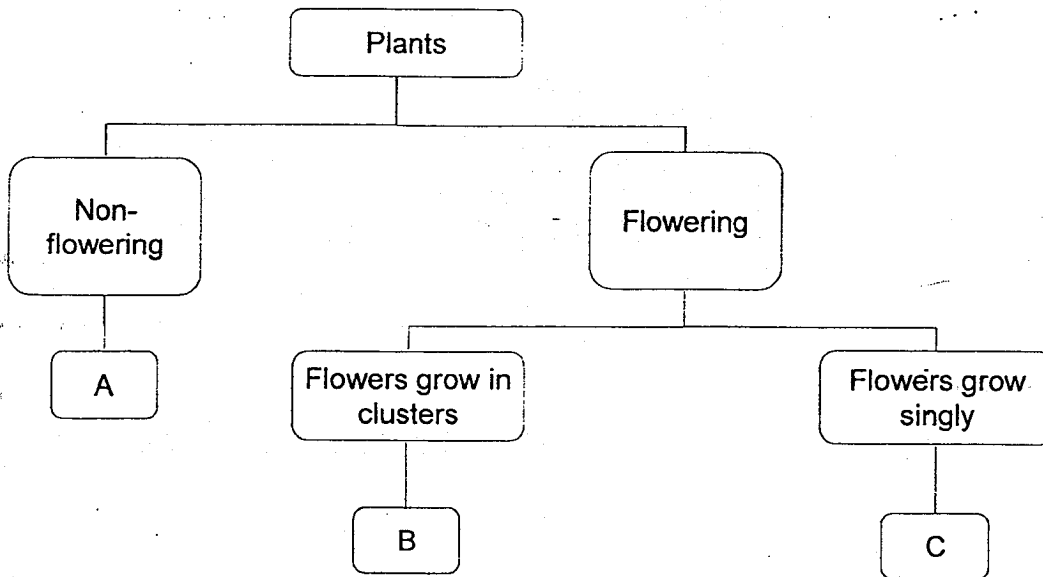 Plants
Non-
flowering
Flowering
A
Flowers grow in
clusters
Flowers grow
singly
B
C